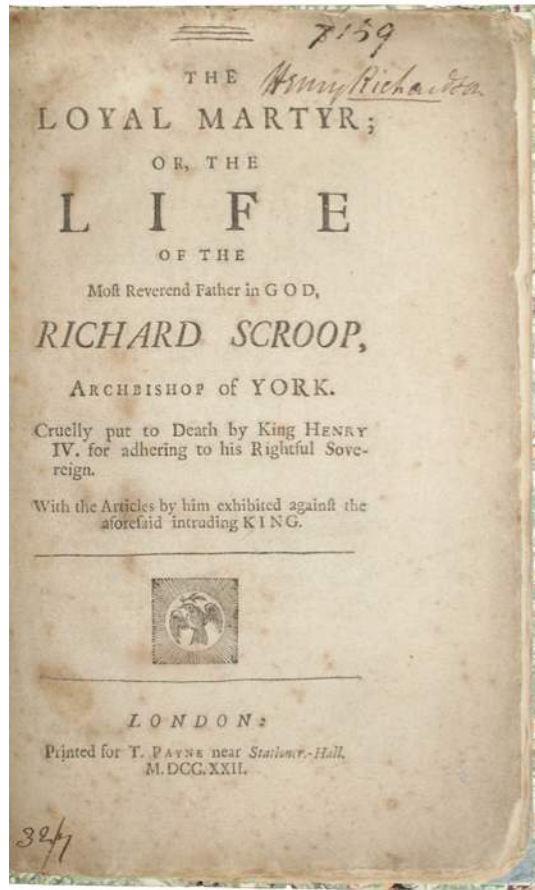 7159
Henry Richardson
THE
LOYAL MARTYR;
OR, THE
LIFE
OF THE
Moſt Reverend Father in GOD,
RICHARD SCROOP,
ARCHBISHOP of YORK.
Cruelly put to Death by King HENRY
IV. for adhering to his Rightful Sove-
reign.
With the Articles by him exhibited againſt the
aforeſaid intruding KING.
LONDON:
Printed for T. PAYNE near Stationer.-Hall.
M.DCC.XXII.